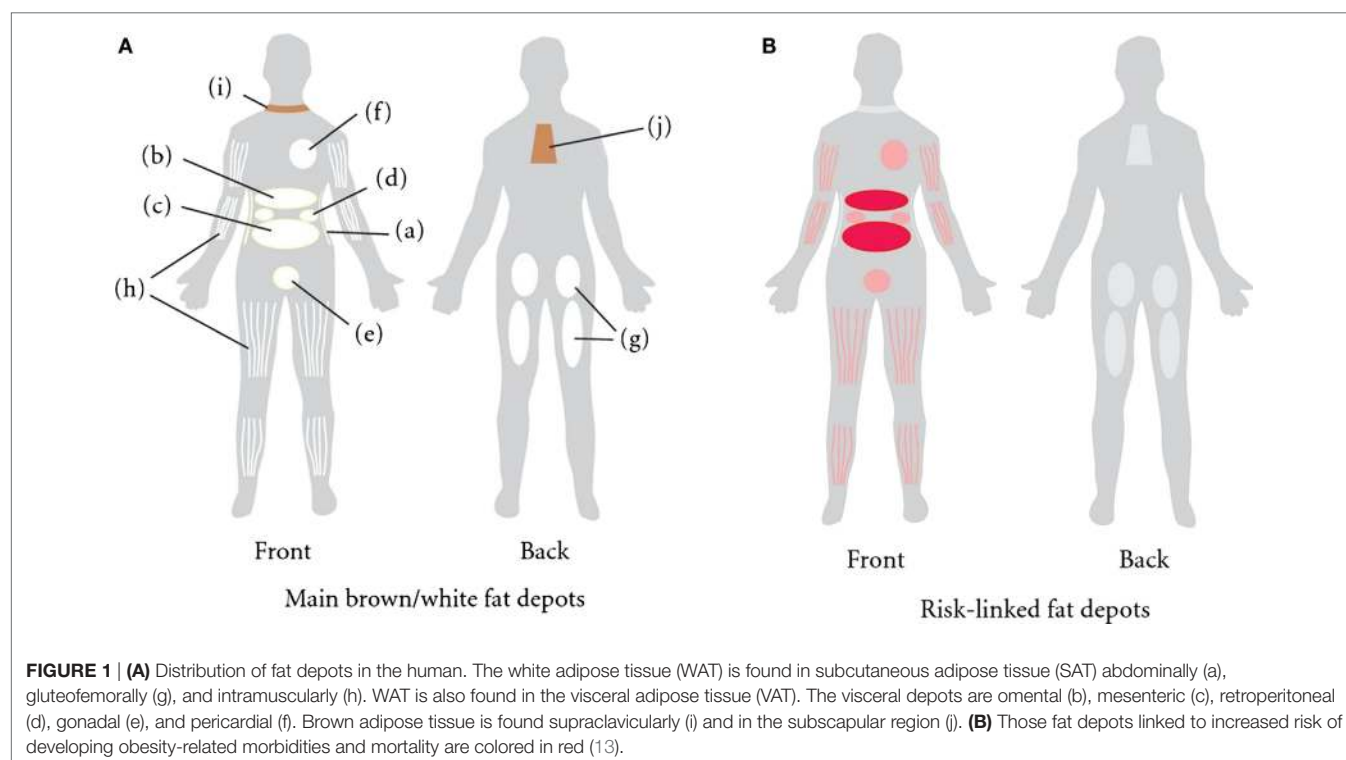 A
B
(i)
(f)
(j)
(b)
(d)
(c)
(a)
(h)
(e)
(g)
Front
Back
Front
Back
Main brown/white fat depots
Risk-linked fat depots
FIGURE 1 | (A) Distribution of fat depots in the human. The white adipose tissue (WAT) is found in subcutaneous adipose tissue (SAT) abdominally (a),
gluteofemorally (g), and intramuscularly (h). WAT is also found in the visceral adipose tissue (VAT). The visceral depots are omental (b), mesenteric (c), retroperitoneal
(d), gonadal (e), and pericardial (f). Brown adipose tissue is found supraclavicularly (i) and in the subscapular region (j). (B) Those fat depots linked to increased risk of
developing obesity-related morbidities and mortality are colored in red (13).